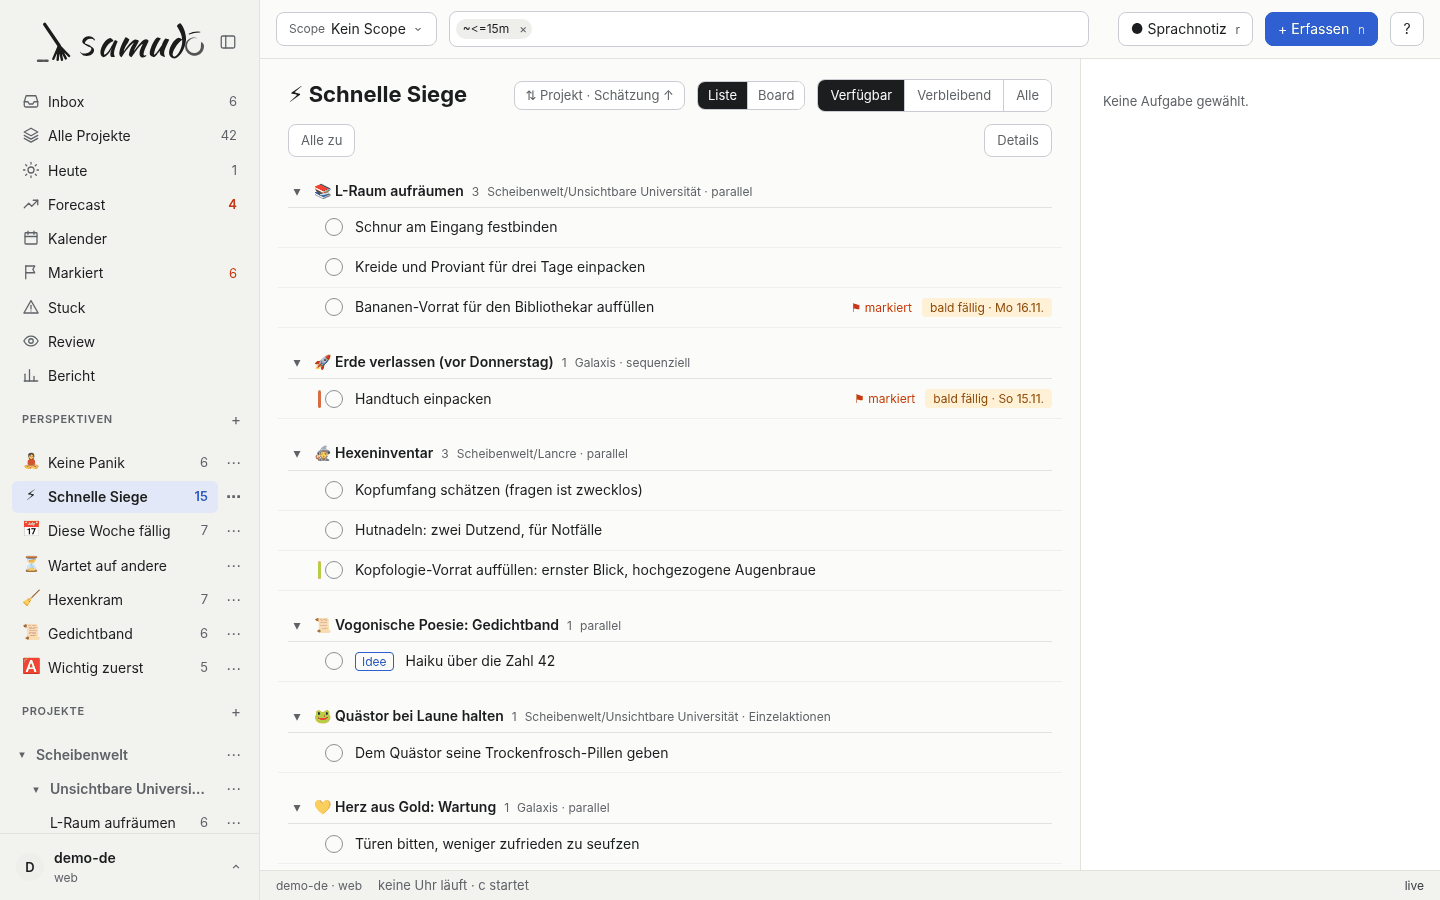 samudo
Inbox 6
Alle Projekte 42
Heute 1
Forecast 4
Kalender
Markiert 6
Stuck
Review
Bericht
PERSPEKTIVEN +
Keine Panik 6 ...
Schnelle Siege 15 ...
Diese Woche fällig 7 ...
Wartet auf andere ...
Hexenkram 7 ...
Gedichtband 6 ...
Wichtig zuerst 5 ...
PROJEKTE +
Scheibenwelt ...
Unsichtbare Universi... ...
L-Raum aufräumen 6 ...
D demo-de
web
Scope Kein Scope
~<=15m ×
Sprachnotiz r
+ Erfassen n
?
⚡ Schnelle Siege
⇅ Projekt · Schätzung ↑
Liste Board
Verfügbar Verbleibend Alle
Alle zu
Details
▼ 📚 L-Raum aufräumen 3 Scheibenwelt/Unsichtbare Universität · parallel
Schnur am Eingang festbinden
Kreide und Proviant für drei Tage einpacken
Bananen-Vorrat für den Bibliothekar auffüllen ⚑ markiert bald fällig · Mo 16.11.
▼ 🚀 Erde verlassen (vor Donnerstag) 1 Galaxis · sequenziell
Handtuch einpacken ⚑ markiert bald fällig · So 15.11.
▼ Hexeninventar 3 Scheibenwelt/Lancre · parallel
Kopfumfang schätzen (fragen ist zwecklos)
Hutnadeln: zwei Dutzend, für Notfälle
Kopfologie-Vorrat auffüllen: ernster Blick, hochgezogene Augenbraue
▼ 📜 Vogonische Poesie: Gedichtband 1 parallel
Idee Haiku über die Zahl 42
▼ 🐸 Quästor bei Laune halten 1 Scheibenwelt/Unsichtbare Universität · Einzelaktionen
Dem Quästor seine Trockenfrosch-Pillen geben
▼ 💛 Herz aus Gold: Wartung 1 Galaxis · parallel
Türen bitten, weniger zufrieden zu seufzen
Keine Aufgabe gewählt.
demo-de · web keine Uhr läuft · c startet
live